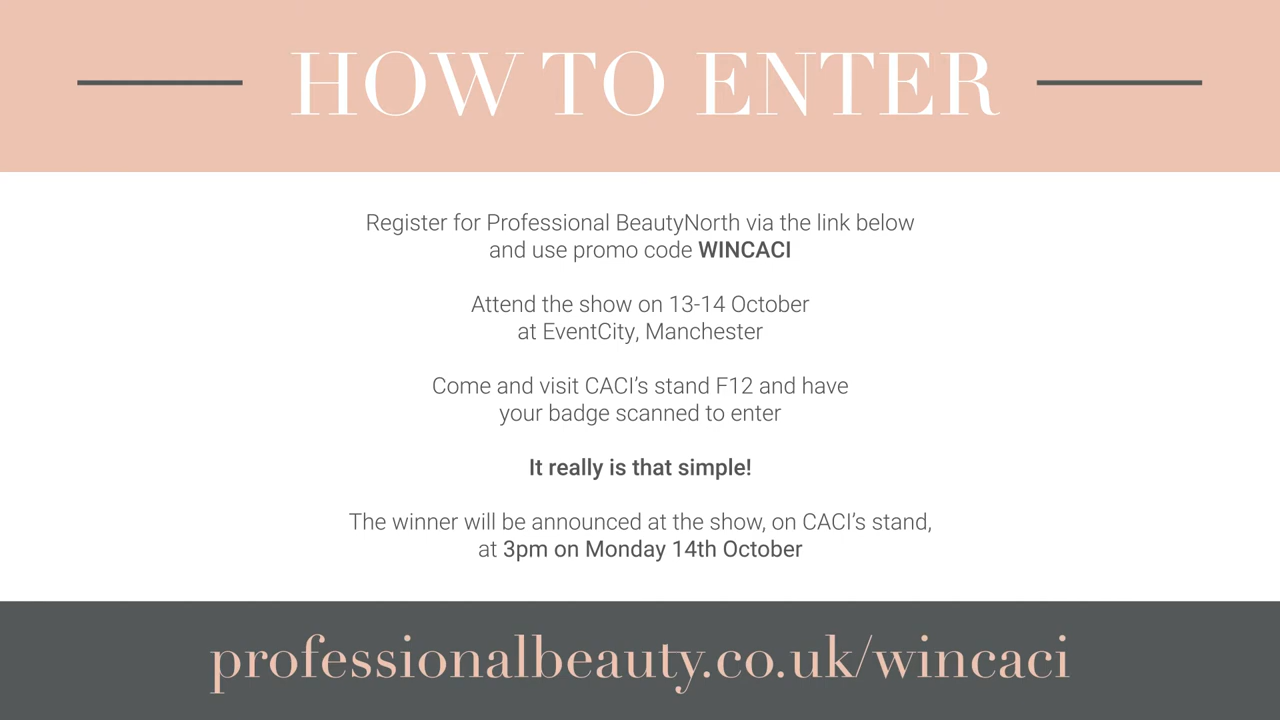 HOW TO ENTER
Register for Professional BeautyNorth via the link below
and use promo code WINCACI
Attend the show on 13-14 October
at EventCity, Manchester
Come and visit CACI's stand F12 and have
your badge scanned to enter
It really is that simple!
The winner will be announced at the show, on CACI's stand,
at 3pm on Monday 14th October
professionalbeauty.co.uk/wincaci